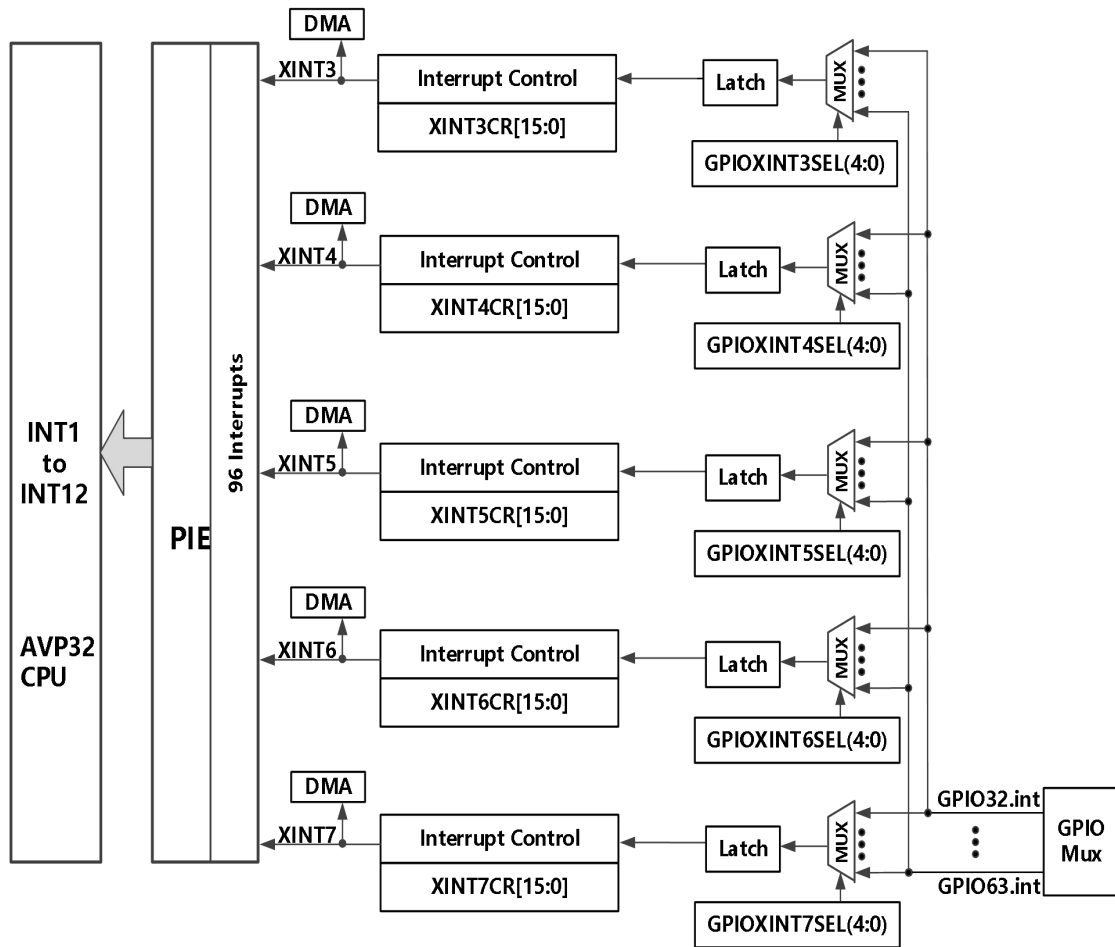 DMA
XINT3
Interrupt Control
XINT3CR[15:0]
Latch
MUX
GPIOXINT3SEL(4:0)
DMA
XINT4
Interrupt Control
XINT4CR[15:0]
Latch
MUX
GPIOXINT4SEL(4:0)
INT1
to
INT12
AVP32
CPU
PIE
96 Interrupts
DMA
XINT5
Interrupt Control
XINT5CR[15:0]
Latch
MUX
GPIOXINT5SEL(4:0)
DMA
XINT6
Interrupt Control
XINT6CR[15:0]
Latch
MUX
GPIOXINT6SEL(4:0)
DMA
XINT7
Interrupt Control
XINT7CR[15:0]
Latch
MUX
GPIOXINT7SEL(4:0)
GPIO32.int
GPIO63.int
GPIO
Mux